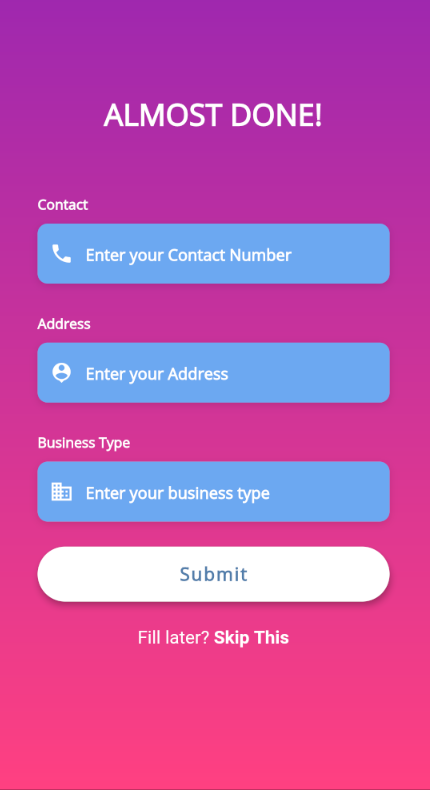 ALMOST DONE!
Contact
Enter your Contact Number
Address
Enter your Address
Business Type
Enter your business type
Submit
Fill later? Skip This